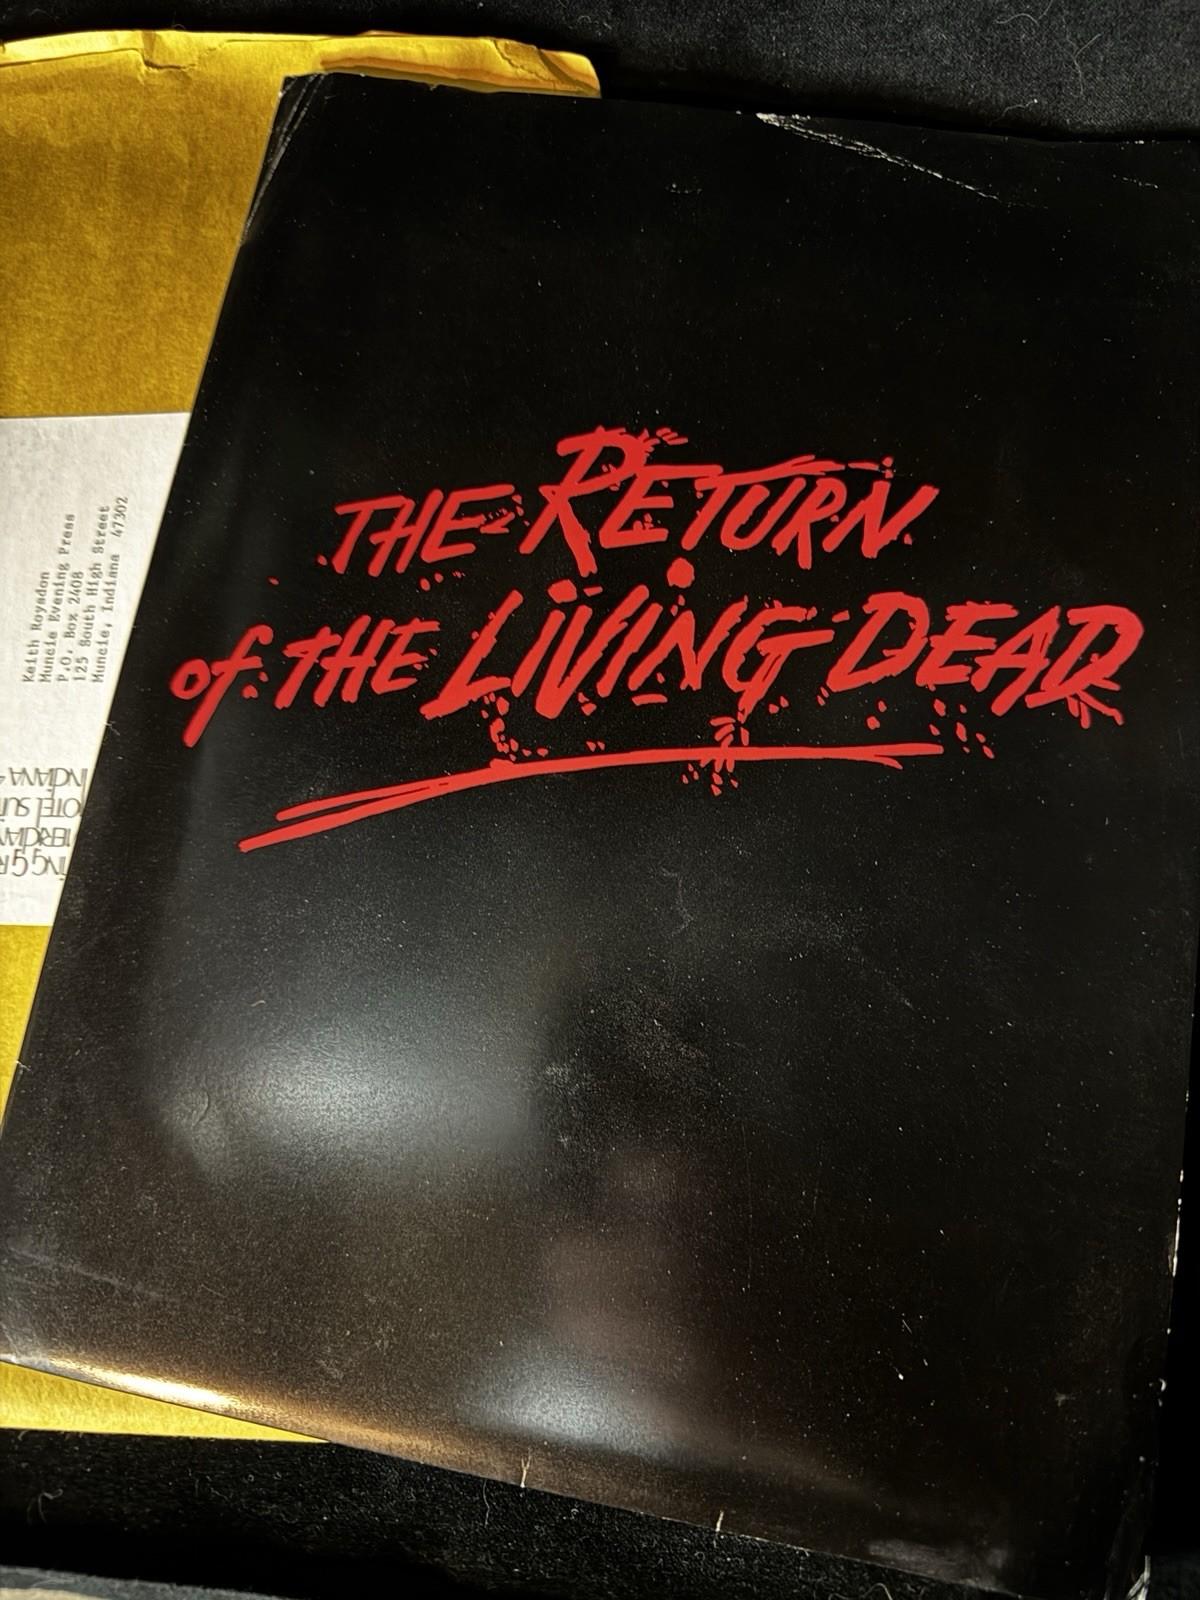 THE RETURN
of THE LIVING DEAD
Keith Roysdon
Muncie Evening Press
P.O. Box 2408
125 South High Street
Muncie, Indiana 47302
INDIANA